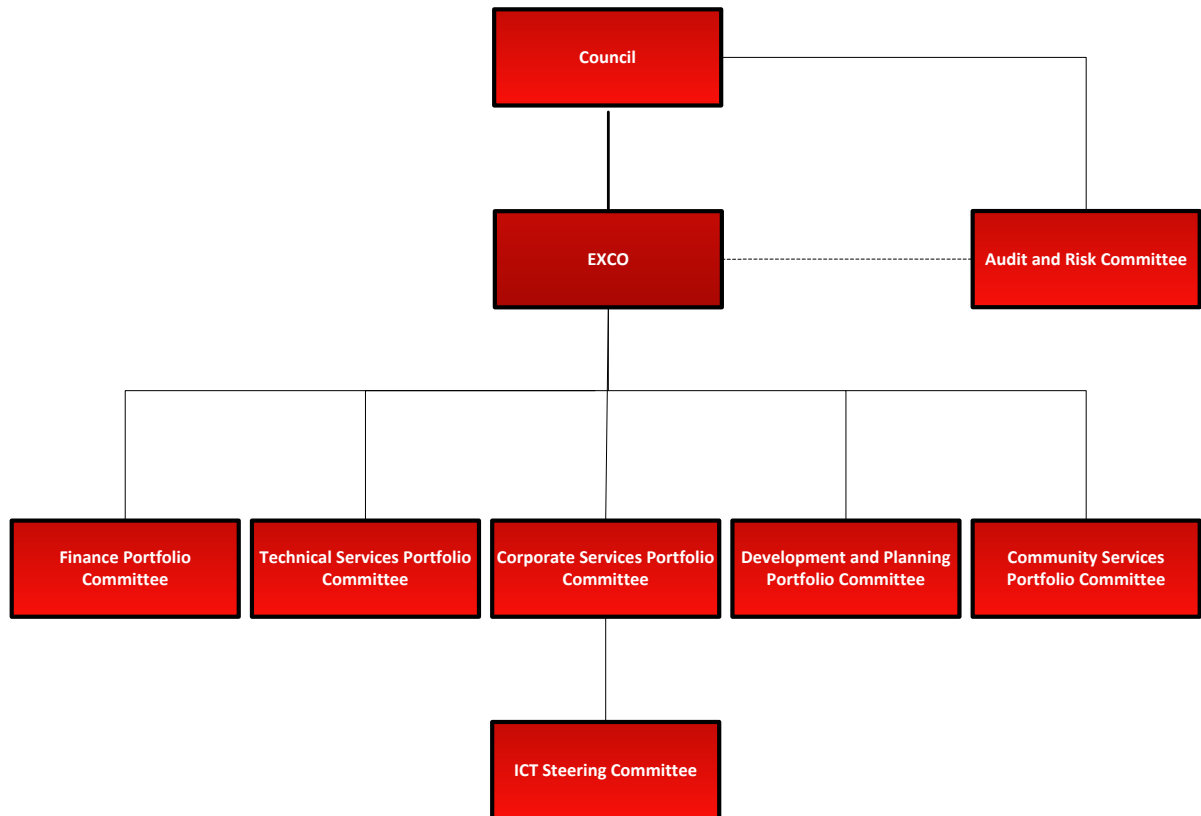 Council
EXCO
Audit and Risk Committee
Finance Portfolio
Committee
Technical Services Portfolio
Committee
Corporate Services Portfolio
Committee
Development and Planning
Portfolio Committee
Community Services
Portfolio Committee
ICT Steering Committee